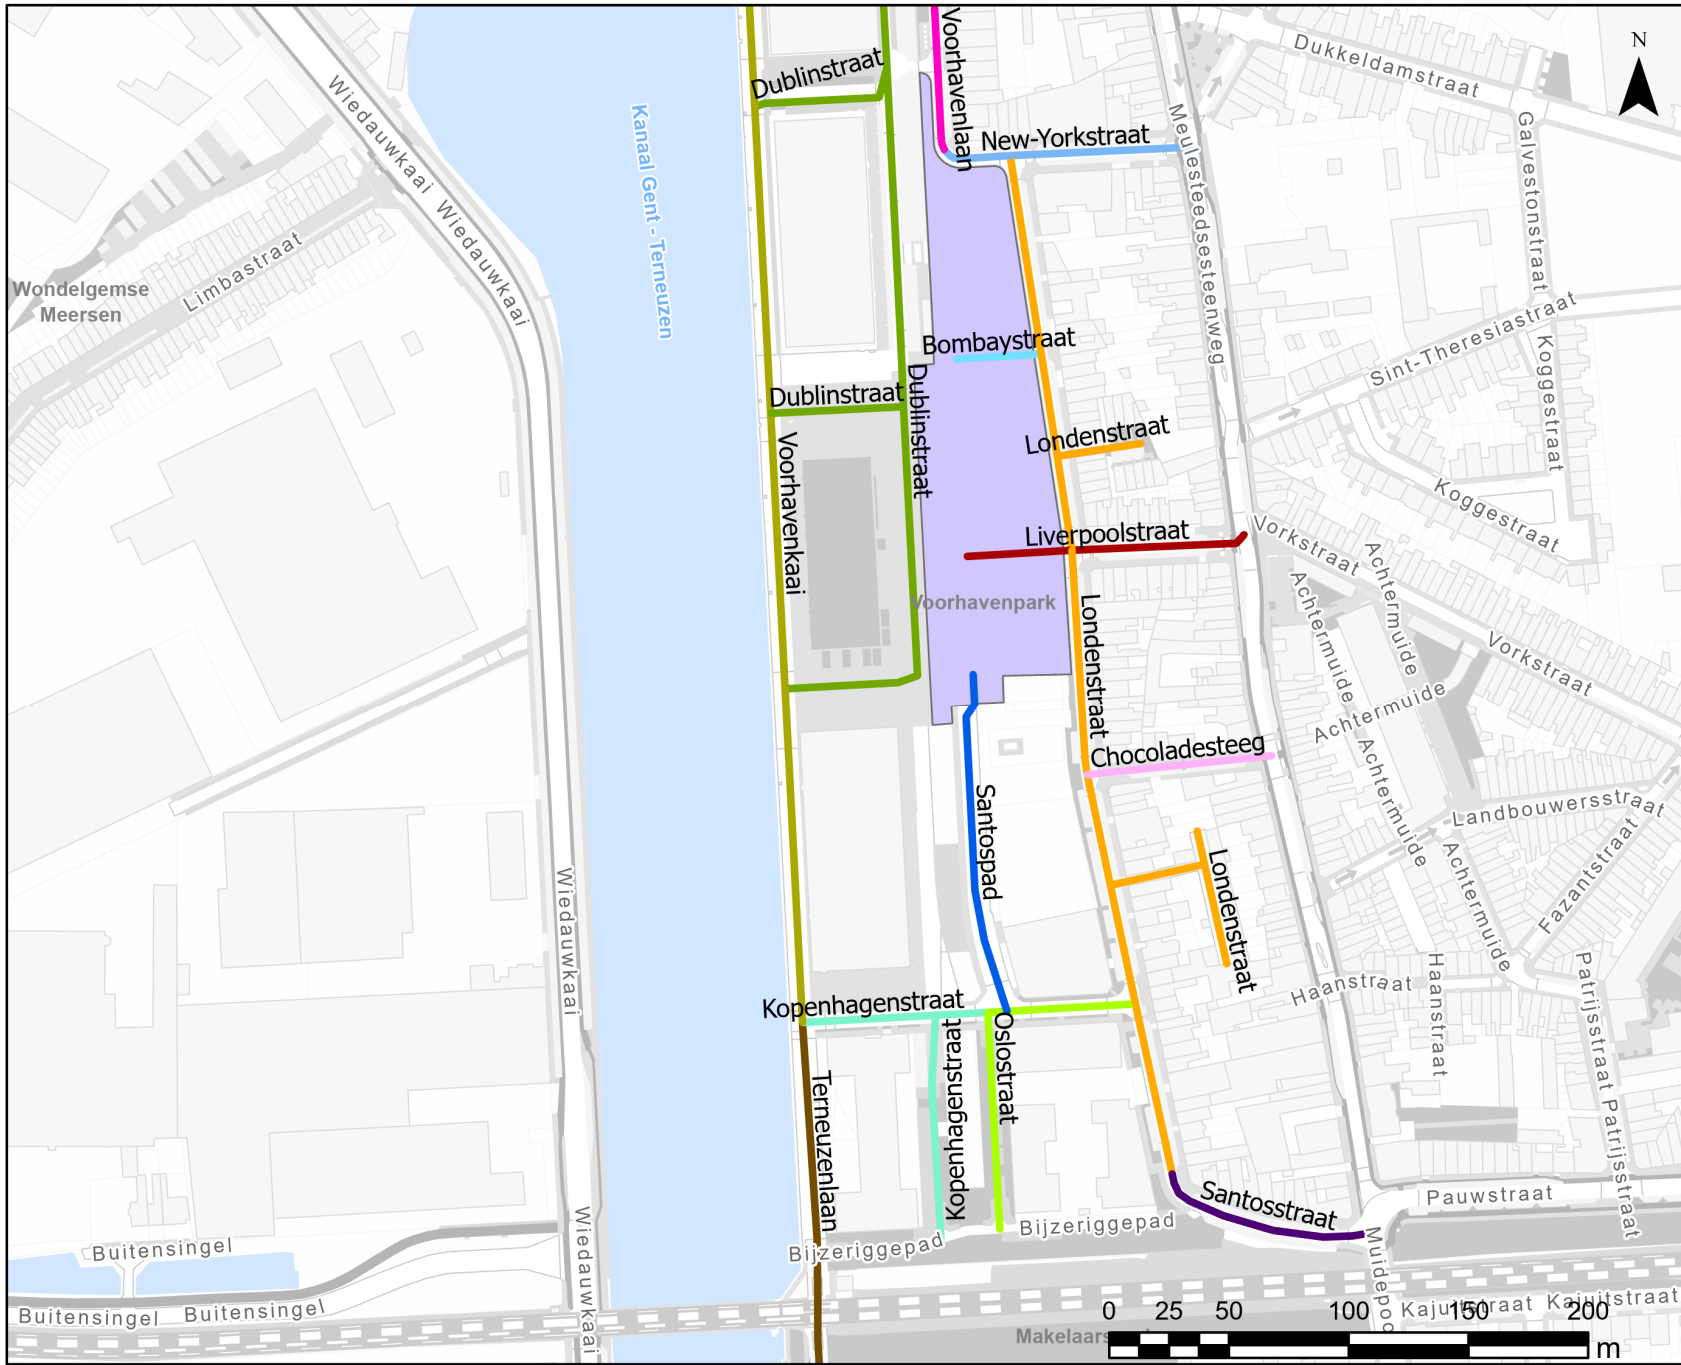 Voorhavenlaan
N
Dublinstraat
Dukkeldamstraat
Wiedauwkaai
Wiedauwkaai
Kanaal Gent - Terneuzen
New-Yorkstraat
Meulesteedsesteenweg
Galvestonstraat
Limbastraat
Wondelgemse
Meersen
Bombaystraat
Sint-Theresiastraat
Koggestraat
Dublinstraat
Dublinstraat
Voorhavenkaai
Londenstraat
Koggestraat
Liverpoolstraat
Vorkstraat
Achtermuide
Achtermuide
Voorhavenpark
Londenstraat
Vorkstraat
Achtermuide
Chocoladesteeg
Achtermuide
Santospad
Landbouwersstraat
Achtermuide
Fazantstraat
Londenstraat
Wiedauwkaai
Haanstraat
Haanstraat
Patrijsstraat
Kopenhagenstraat
Kopenhagenstraat
Oslostraat
Terneuzenlaan
Patrijsstraat
Santosstraat
Pauwstraat
Bijzeriggepad
Bijzeriggepad
Buitensingel
Wiedauwkaai
Buitensingel
Buitensingel
Kajuitstraat
Kajuitstraat
0 25 50 100 150 200
m